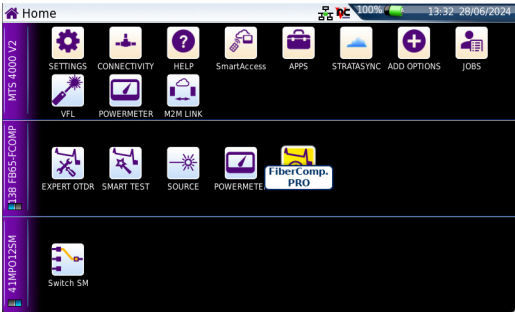 Home
100%
13:32 28/06/2024
MTS 4000 V2
SETTINGS
CONNECTIVITY
HELP
SmartAccess
APPS
STRATASYNC
ADD OPTIONS
JOBS
VFL
POWERMETER
M2M LINK
138 FB65-FCOMP
EXPERT OTDR
SMART TEST
SOURCE
POWERMETE
FiberComp.
PRO
41MPO12SM
Switch SM